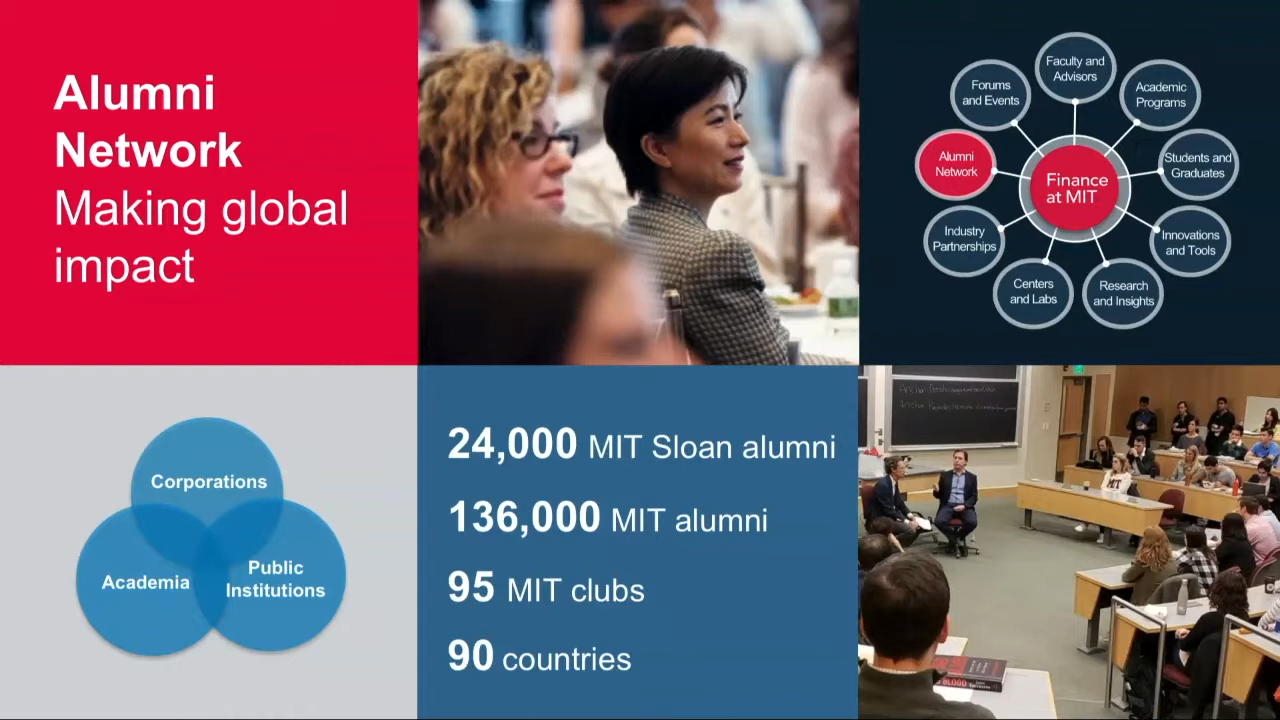 Alumni
Network
Making global
impact
Faculty and
Advisors
Forums
and Events
Academic
Programs
Alumni
Network
Students and
Graduates
Finance
at MIT
Industry
Partnerships
Innovations
and Tools
Centers
and Labs
Research
and Insights
Corporations
Academia
Public
Institutions
24,000 MIT Sloan alumni
136,000 MIT alumni
95 MIT clubs
90 countries
MIT
BLOOD